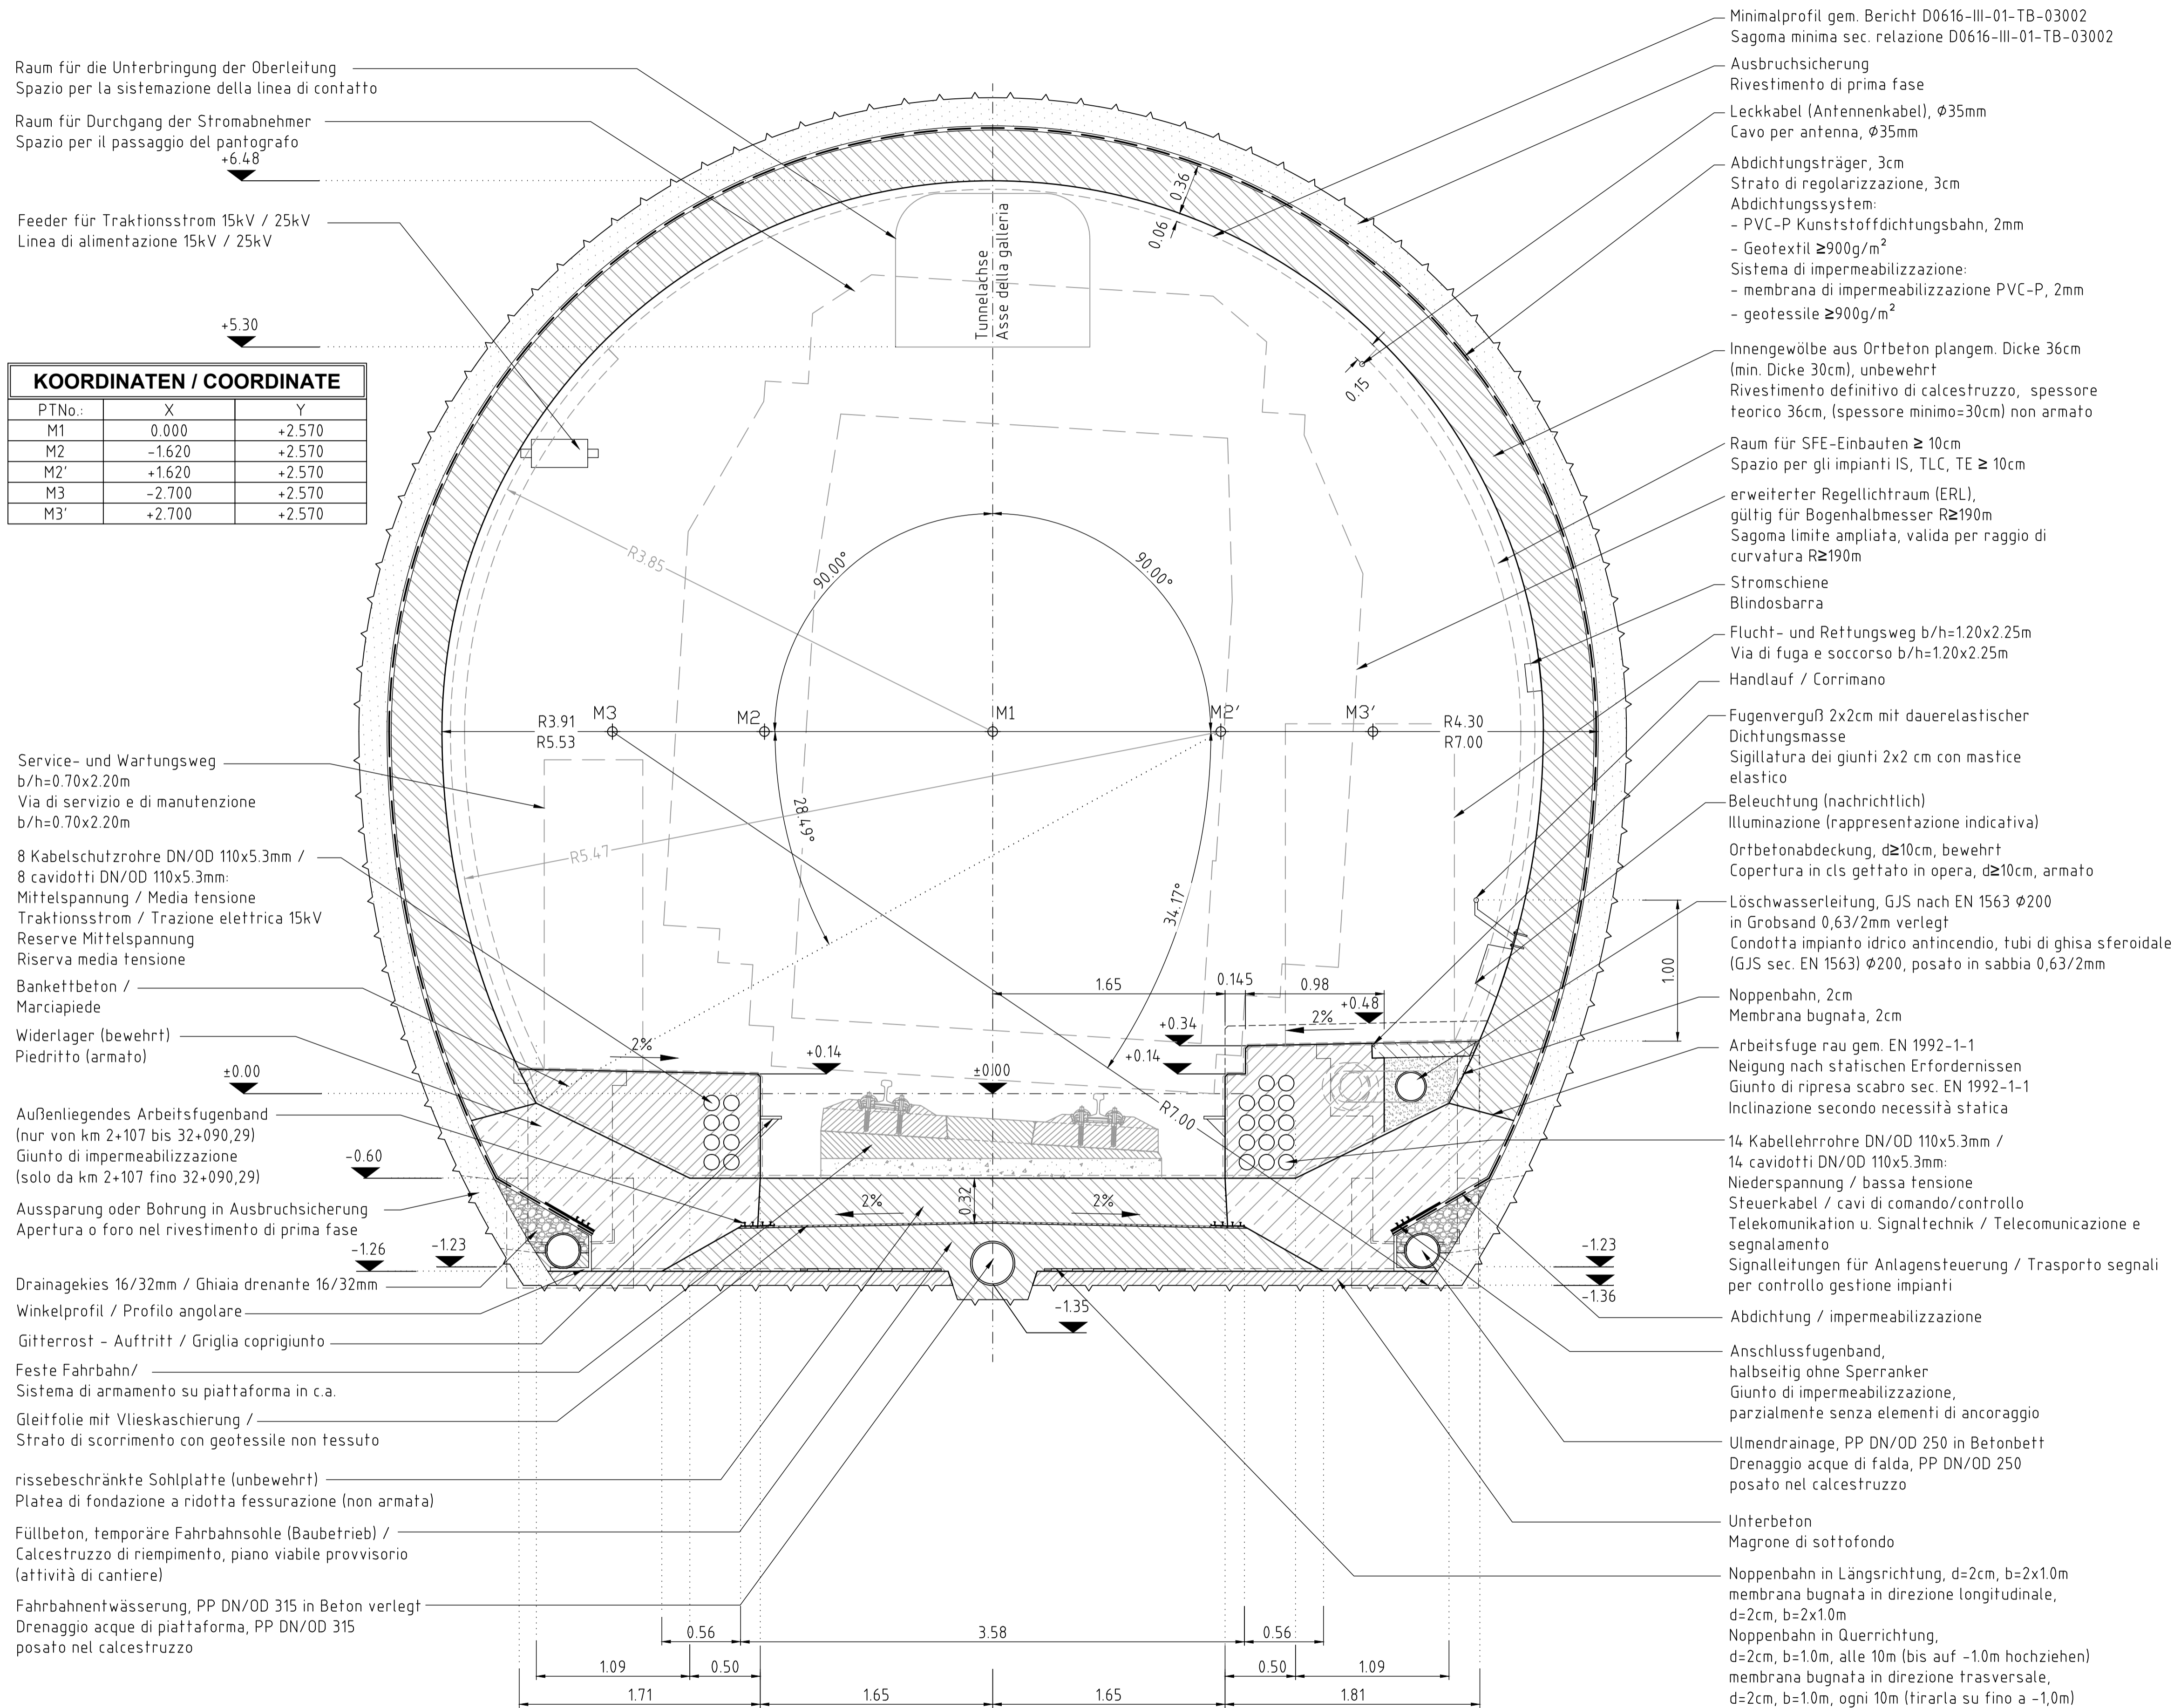 Raum für die Unterbringung der Oberleitung
Spazio per la sistemazione della linea di contatto
Raum für Durchgang der Stromabnehmer
Spazio per il passaggio del pantografo
+6.48
Feeder für Traktionsstrom 15kV / 25kV
Linea di alimentazione 15kV / 25kV
+5.30
KOORDINATEN / COORDINATE
PTNo.: X Y
M1 0.000 +2.570
M2 -1.620 +2.570
M2' +1.620 +2.570
M3 -2.700 +2.570
M3' +2.700 +2.570
Service- und Wartungsweg
b/h=0.70x2.20m
Via di servizio e di manutenzione
b/h=0.70x2.20m
8 Kabelschutzrohre DN/OD 110x5.3mm /
8 cavidotti DN/OD 110x5.3mm:
Mittelspannung / Media tensione
Traktionsstrom / Trazione elettrica 15kV
Reserve Mittelspannung
Riserva media tensione
Bankettbeton /
Marciapiede
Widerlager (bewehrt)
Piedritto (armato)
±0.00
Außenliegendes Arbeitsfugenband
(nur von km 2+107 bis 32+090,29)
Giunto di impermeabilizzazione
(solo da km 2+107 fino 32+090,29)
-0.60
Aussparung oder Bohrung in Ausbruchsicherung
Apertura o foro nel rivestimento di prima fase
-1.26
-1.23
Drainagekies 16/32mm / Ghiaia drenante 16/32mm
Winkelprofil / Profilo angolare
Gitterrost - Auftritt / Griglia coprigiunto
Feste Fahrbahn/
Sistema di armamento su piattaforma in c.a.
Gleitfolie mit Vlieskaschierung /
Strato di scorrimento con geotessile non tessuto
rissebeschränkte Sohlplatte (unbewehrt)
Platea di fondazione a ridotta fessurazione (non armata)
Füllbeton, temporäre Fahrbahnsohle (Baubetrieb) /
Calcestruzzo di riempimento, piano viabile provvisorio
(attività di cantiere)
Fahrbahnentwässerung, PP DN/OD 315 in Beton verlegt
Drenaggio acque di piattaforma, PP DN/OD 315
posato nel calcestruzzo
Tunnelachse
Asse della galleria
0.36
0.06
0.15
R3.85
90.00°
90.00°
M3
M2
M1
M2'
M3'
R3.91
R5.53
R4.30
R7.00
28.49°
R5.47
34.17°
1.65
0.145
0.98
1.00
+0.48
2%
+0.34
+0.14
2%
+0.14
±0.00
R7.00
2%
0.32
2%
-1.35
-1.23
-1.36
0.56
3.58
0.56
1.09
0.50
0.50
1.09
1.71
1.65
1.65
1.81
Minimalprofil gem. Bericht D0616-III-01-TB-03002
Sagoma minima sec. relazione D0616-III-01-TB-03002
Ausbruchsicherung
Rivestimento di prima fase
Leckkabel (Antennenkabel), Φ35mm
Cavo per antenna, Φ35mm
Abdichtungsträger, 3cm
Strato di regolarizzazione, 3cm
Abdichtungssystem:
- PVC-P Kunststoffdichtungsbahn, 2mm
- Geotextil ≥900g/m²
Sistema di impermeabilizzazione:
- membrana di impermeabilizzazione PVC-P, 2mm
- geotessile ≥900g/m²
Innengewölbe aus Ortbeton plangem. Dicke 36cm
(min. Dicke 30cm), unbewehrt
Rivestimento definitivo di calcestruzzo, spessore
teorico 36cm, (spessore minimo=30cm) non armato
Raum für SFE-Einbauten ≥ 10cm
Spazio per gli impianti IS, TLC, TE ≥ 10cm
erweiterter Regellichtraum (ERL),
gültig für Bogenhalbmesser R≥190m
Sagoma limite ampliata, valida per raggio di
curvatura R≥190m
Stromschiene
Blindosbarra
Flucht- und Rettungsweg b/h=1.20x2.25m
Via di fuga e soccorso b/h=1.20x2.25m
Handlauf / Corrimano
Fugenverguß 2x2cm mit dauerelastischer
Dichtungsmasse
Sigillatura dei giunti 2x2 cm con mastice
elastico
Beleuchtung (nachrichtlich)
Illuminazione (rappresentazione indicativa)
Ortbetonabdeckung, d≥10cm, bewehrt
Copertura in cls gettato in opera, d≥10cm, armato
Löschwasserleitung, GJS nach EN 1563 Φ200
in Grobsand 0,63/2mm verlegt
Condotta impianto idrico antincendio, tubi di ghisa sferoidale
(GJS sec. EN 1563) Φ200, posato in sabbia 0,63/2mm
Noppenbahn, 2cm
Membrana bugnata, 2cm
Arbeitsfuge rau gem. EN 1992-1-1
Neigung nach statischen Erfordernissen
Giunto di ripresa scabro sec. EN 1992-1-1
Inclinazione secondo necessità statica
14 Kabellehrrohre DN/OD 110x5.3mm /
14 cavidotti DN/OD 110x5.3mm:
Niederspannung / bassa tensione
Steuerkabel / cavi di comando/controllo
Telekomunikation u. Signaltechnik / Telecomunicazione e
segnalamento
Signalleitungen für Anlagensteuerung / Trasporto segnali
per controllo gestione impianti
Abdichtung / impermeabilizzazione
Anschlussfugenband,
halbseitig ohne Sperranker
Giunto di impermeabilizzazione,
parzialmente senza elementi di ancoraggio
Ulmendrainage, PP DN/OD 250 in Betonbett
Drenaggio acque di falda, PP DN/OD 250
posato nel calcestruzzo
Unterbeton
Magrone di sottofondo
Noppenbahn in Längsrichtung, d=2cm, b=2x1.0m
membrana bugnata in direzione longitudinale,
d=2cm, b=2x1.0m
Noppenbahn in Querrichtung,
d=2cm, b=1.0m, alle 10m (bis auf -1.0m hochziehen)
membrana bugnata in direzione trasversale,
d=2cm, b=1.0m, ogni 10m (tirarla su fino a -1,0m)